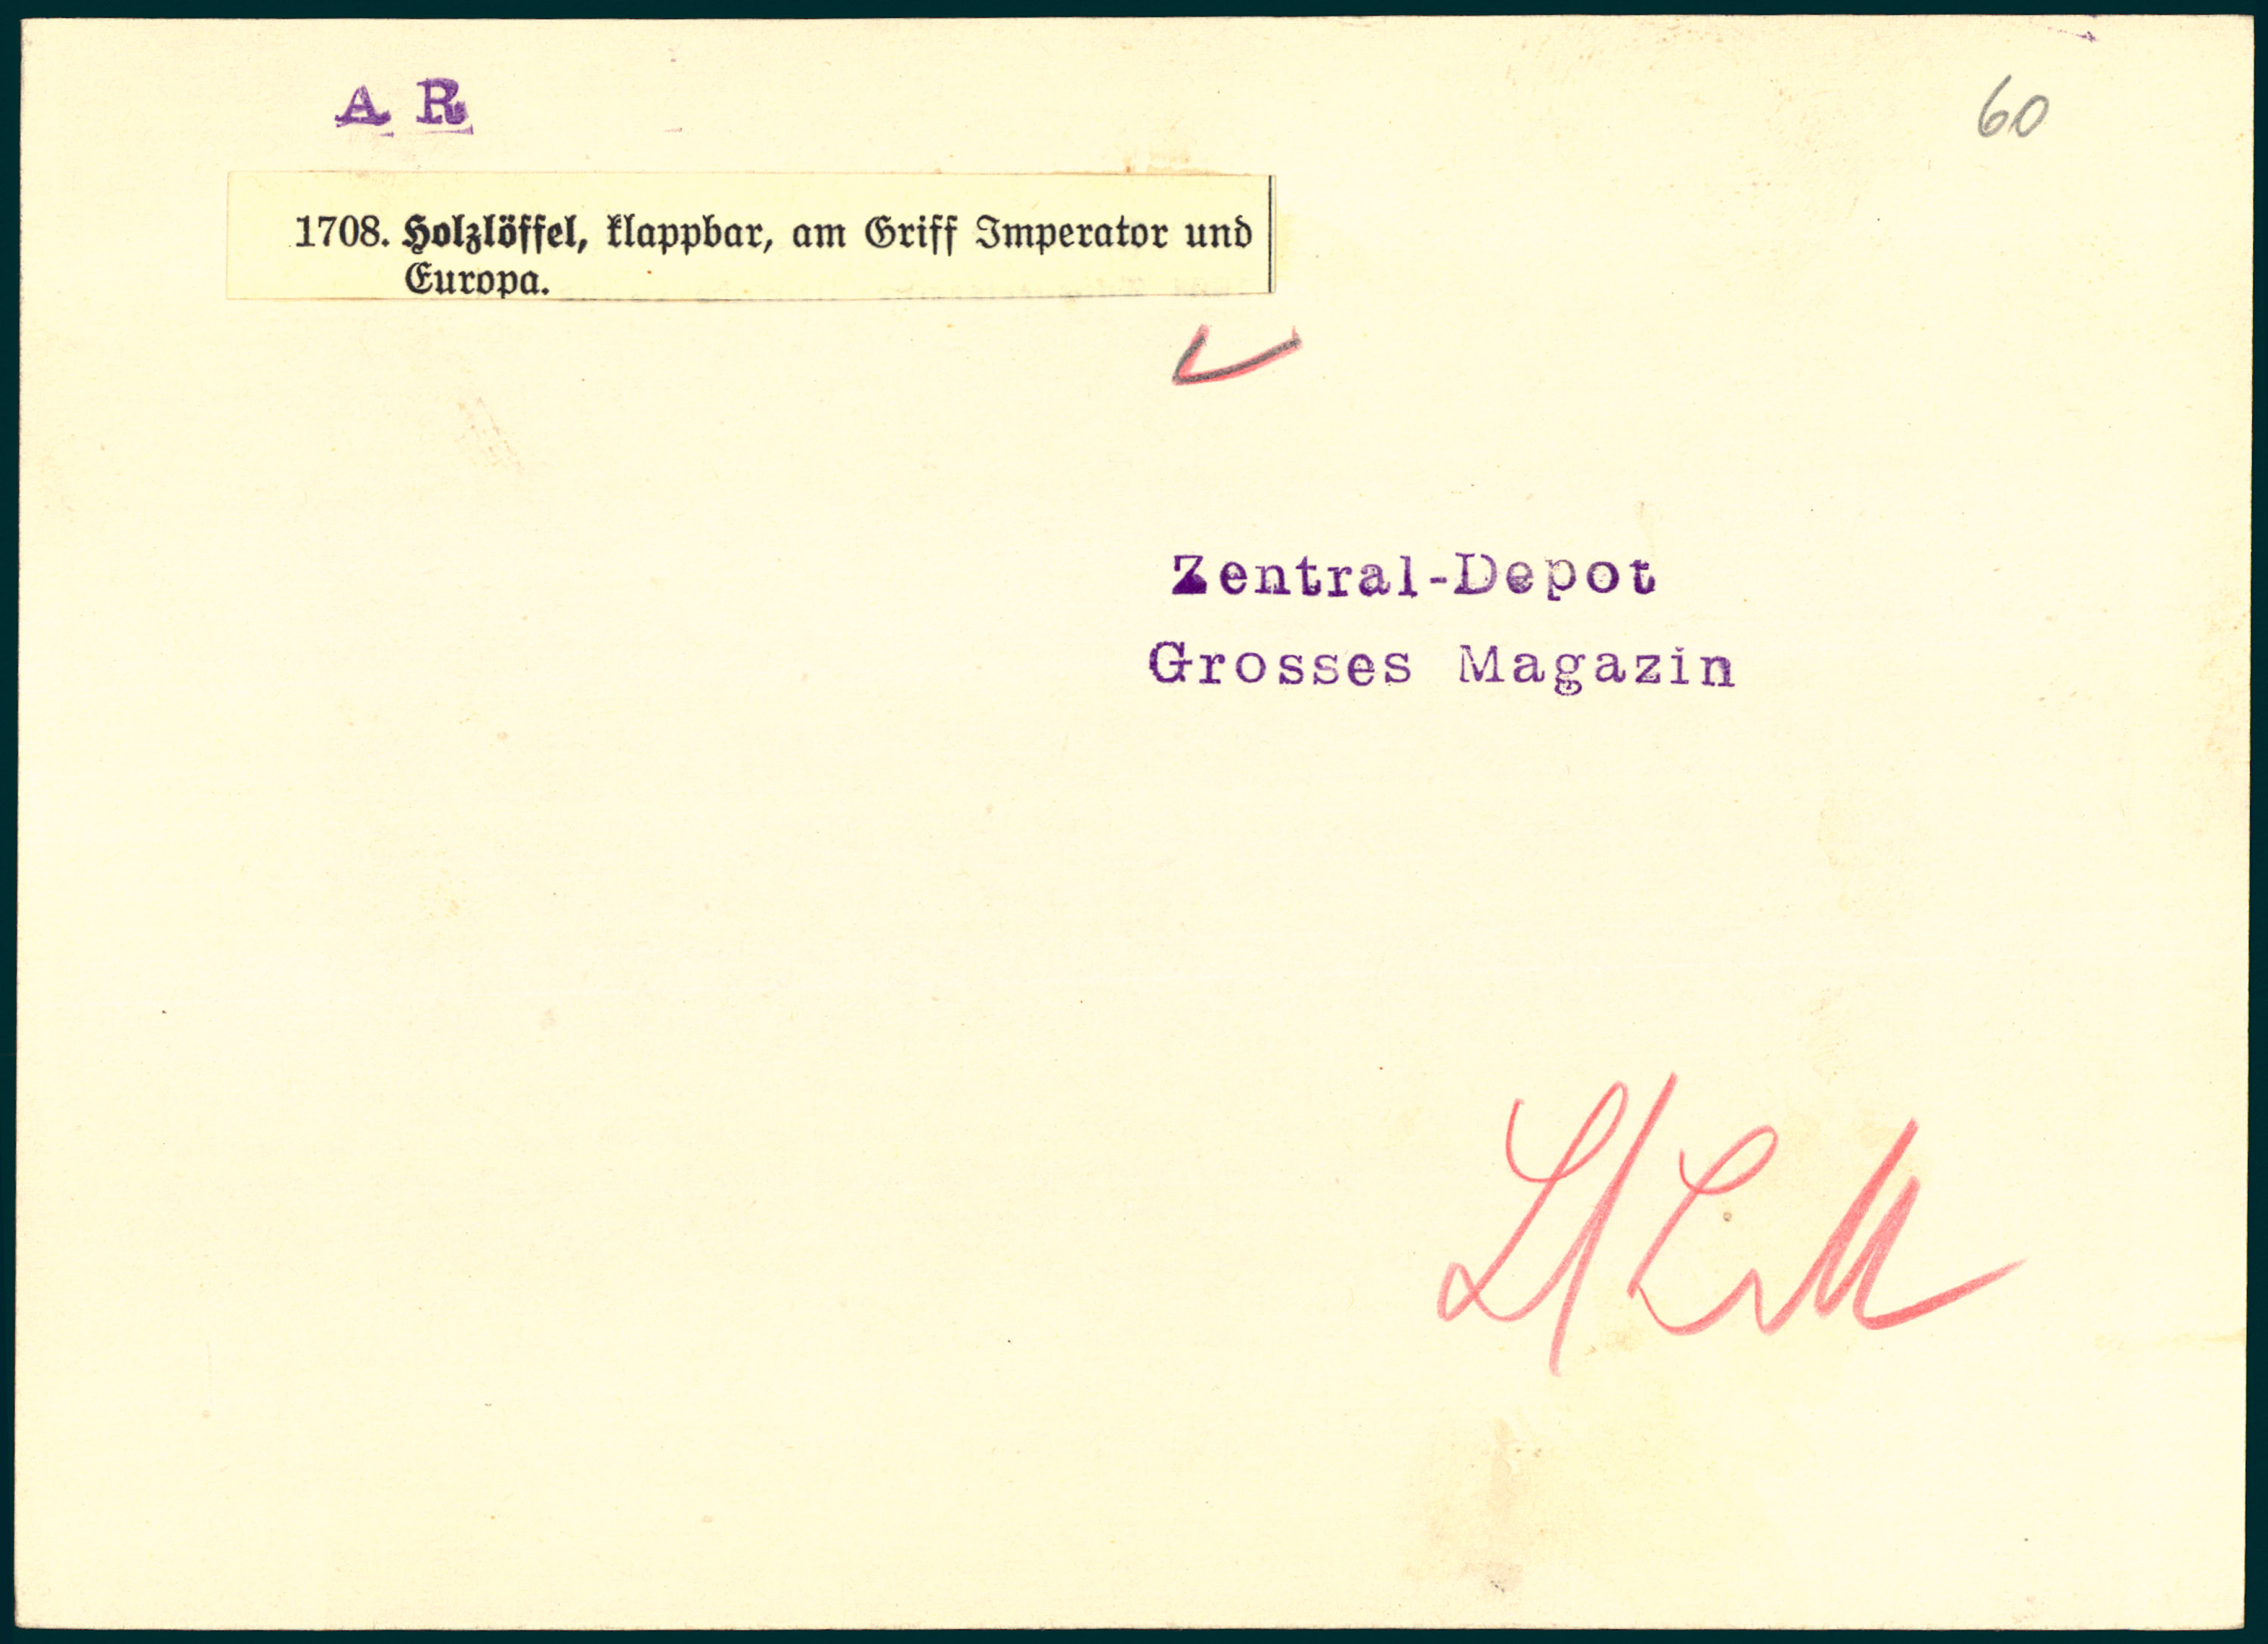 A R
60
1708. Holzlöffel, klappbar, am Griff Imperator und
Europa.
Zentral-Depot
Grosses Magazin